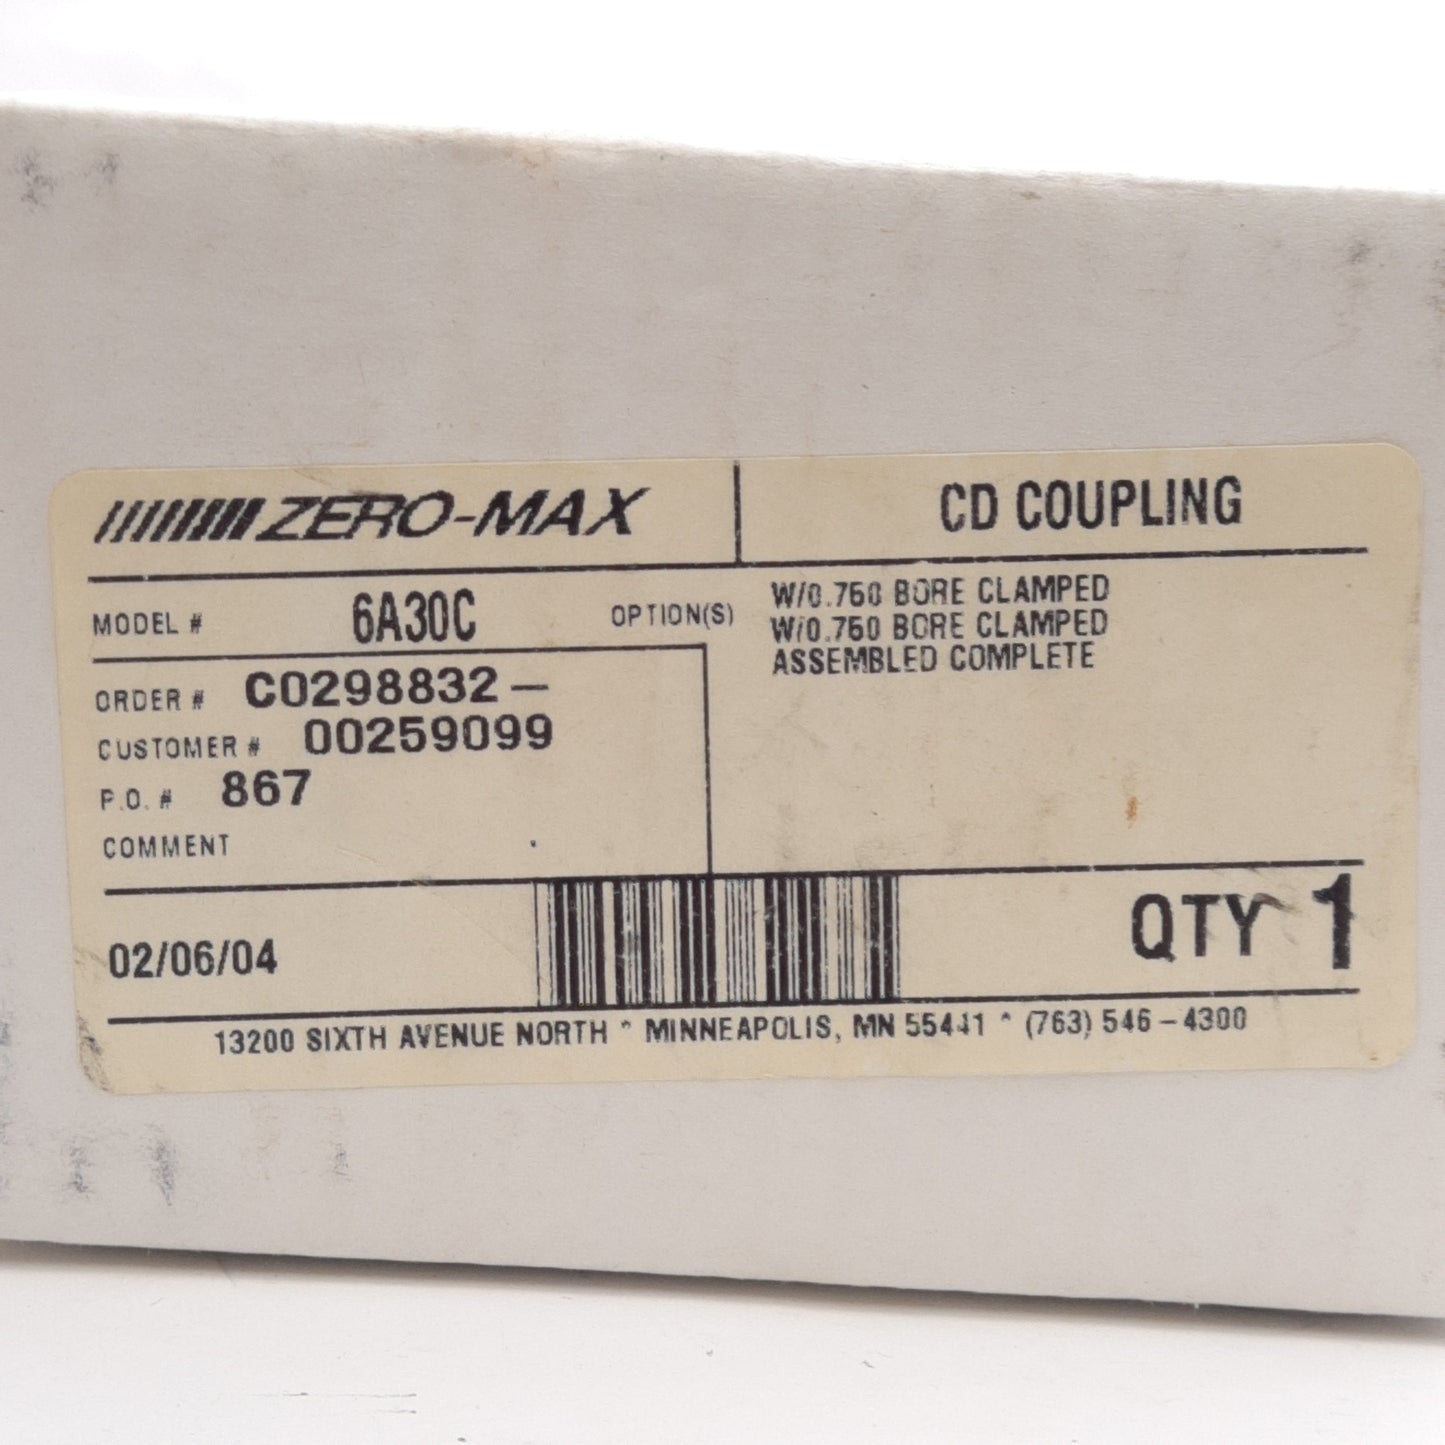 ZERO-MAX
CD COUPLING
MODEL # 6A30C
OPTION(S)
W/0.750 BORE CLAMPED
W/0.750 BORE CLAMPED
ASSEMBLED COMPLETE
ORDER # C0298832-
CUSTOMER # 00259099
P.O. # 867
COMMENT
02/06/04
QTY 1
13200 SIXTH AVENUE NORTH * MINNEAPOLIS, MN 55441 * (763) 546-4300